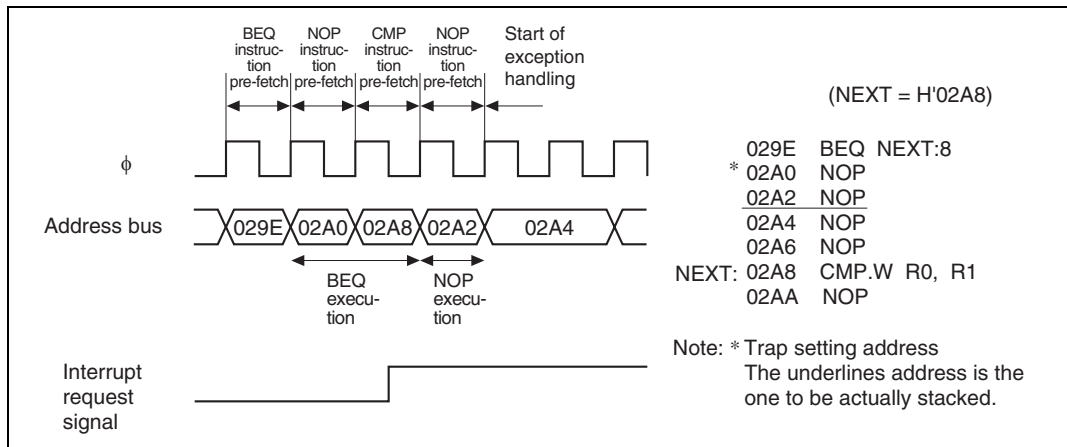 BEQ NOP CMP NOP Start of
instruc- instruc- instruc- instruc- exception
tion tion tion tion handling
pre-fetch pre-fetch pre-fetch pre-fetch
(NEXT = H'02A8)
ϕ
029E BEQ NEXT:8
* 02A0 NOP
02A2 NOP
02A4 NOP
02A6 NOP
NEXT: 02A8 CMP.W R0, R1
02AA NOP
Address bus 029E 02A0 02A8 02A2 02A4
BEQ NOP
execu- execu-
tion tion
Interrupt
request
signal
Note: * Trap setting address
The underlines address is the
one to be actually stacked.